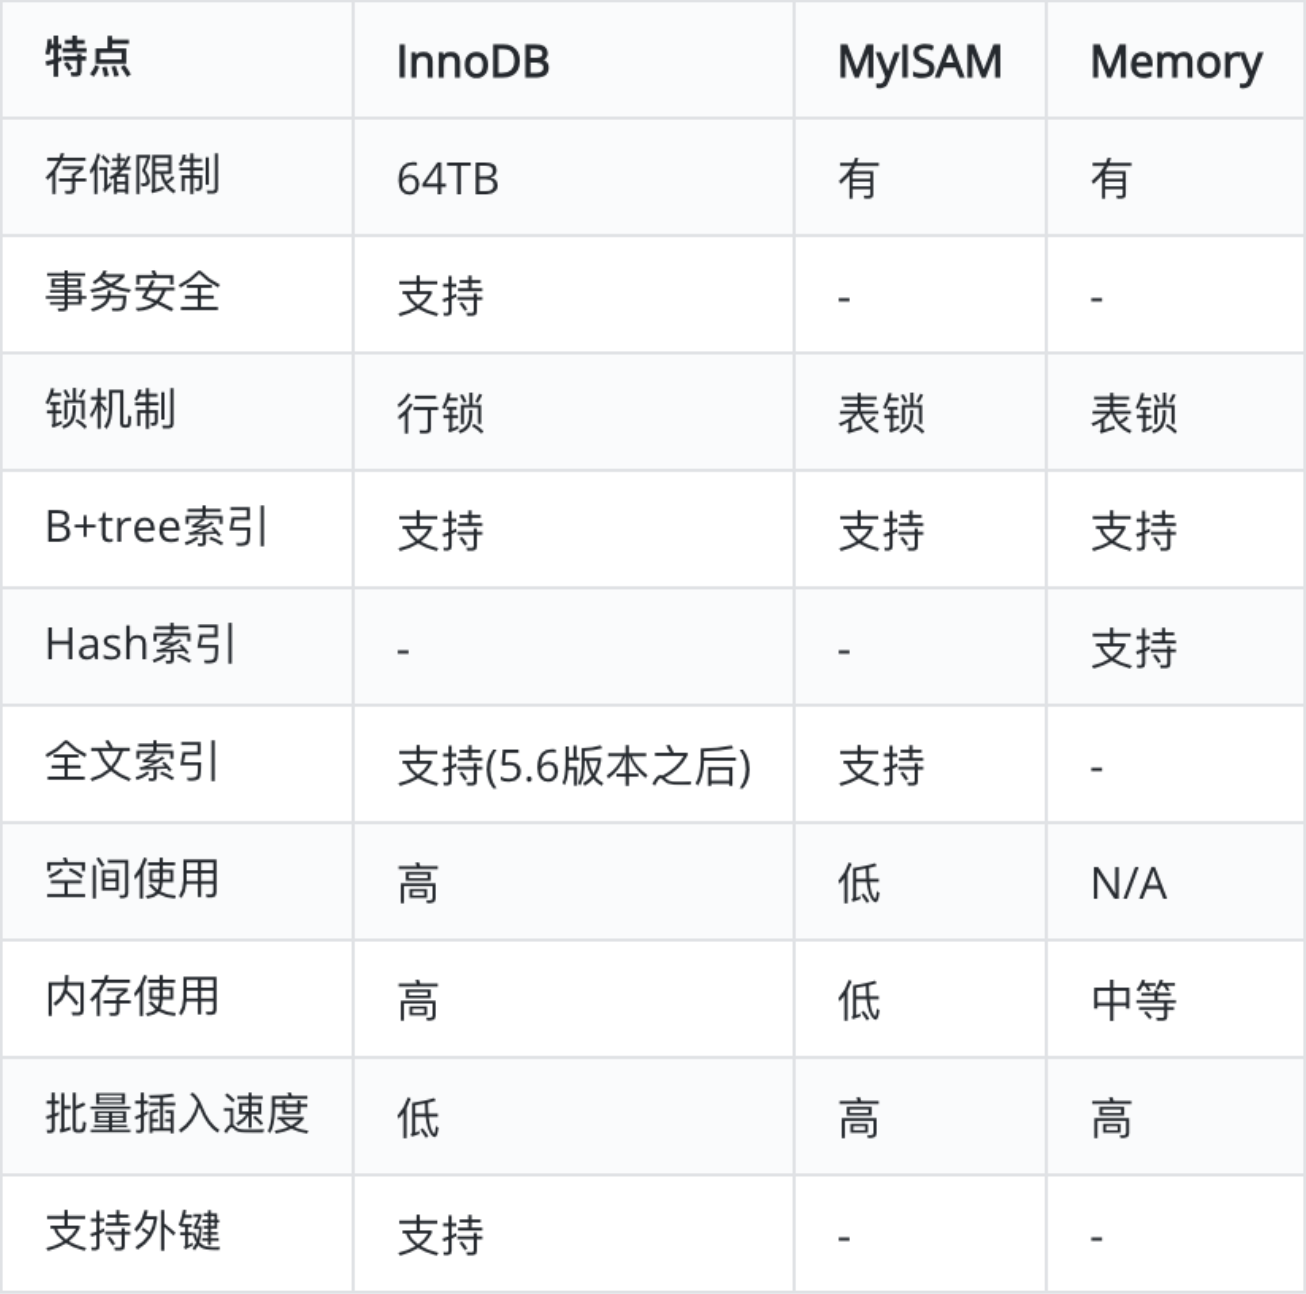 特点 InnoDB MyISAM Memory
存储限制 64TB 有 有
事务安全 支持 - -
锁机制 行锁 表锁 表锁
B+tree索引 支持 支持 支持
Hash索引 - - 支持
全文索引 支持(5.6版本之后) 支持 -
空间使用 高 低 N/A
内存使用 高 低 中等
批量插入速度 低 高 高
支持外键 支持 - -